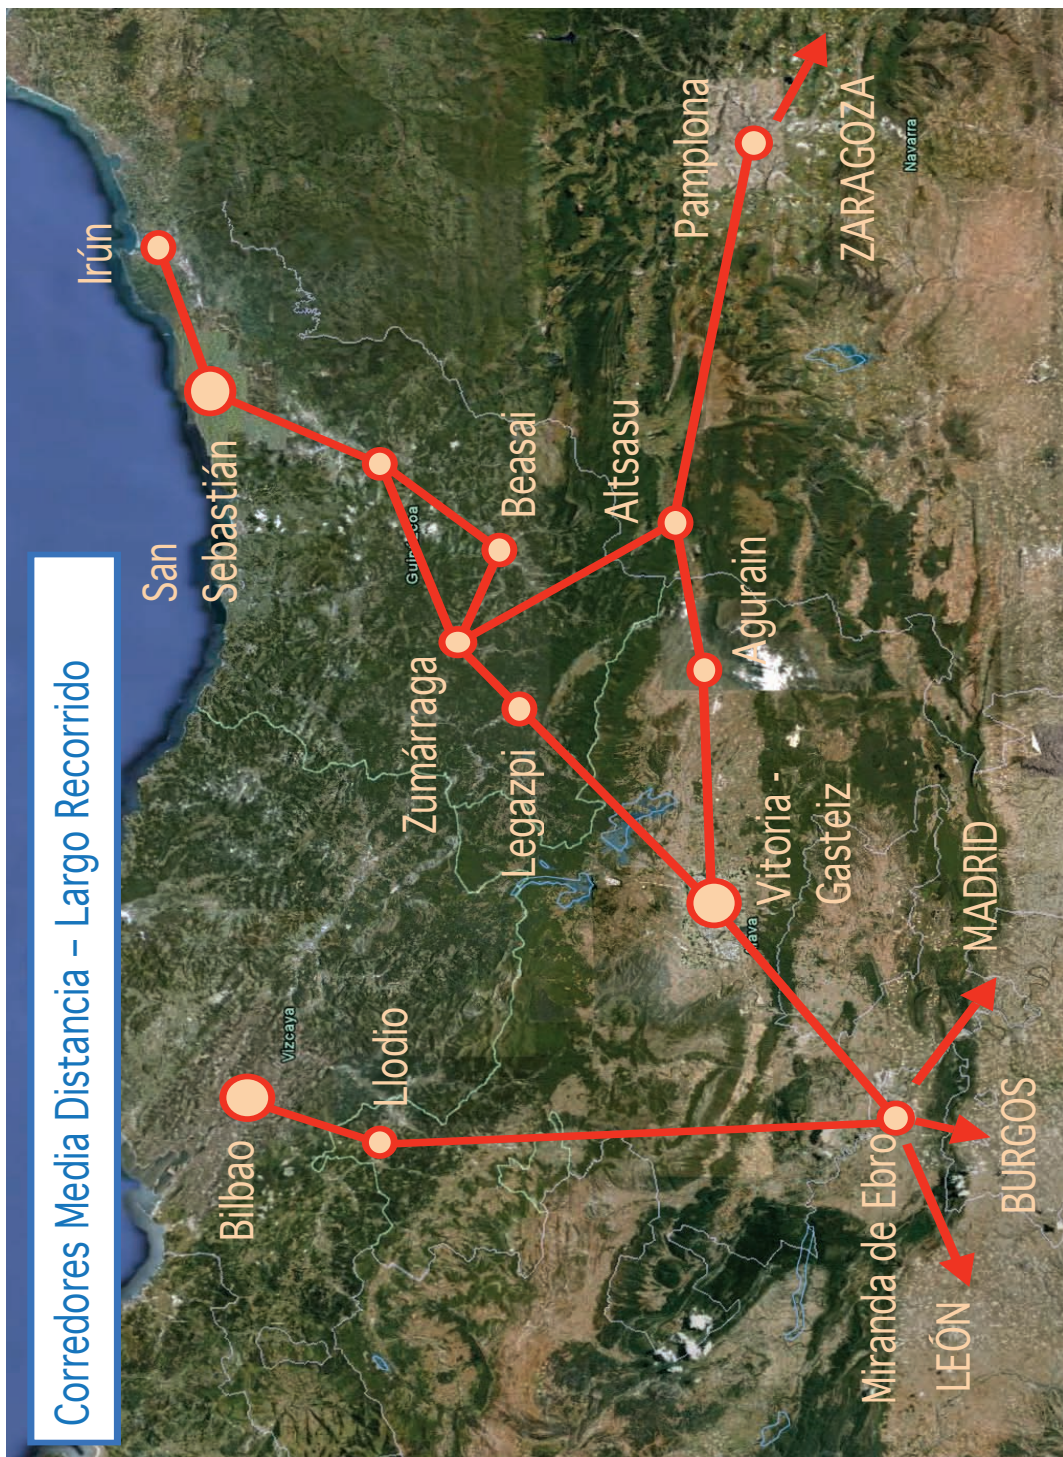 Corredores Media Distancia – Largo Recorrido
Irún
San
Sebastián
Bilbao
Vizcaya
Llodio
Zumárraga
Guipúzcoa
Beasai
Legazpi
Altsasu
Pamplona
Agurain
Vitoria -
Gasteiz
ZARAGOZA
Navarra
Miranda de Ebro
LEÓN
BURGOS
MADRID